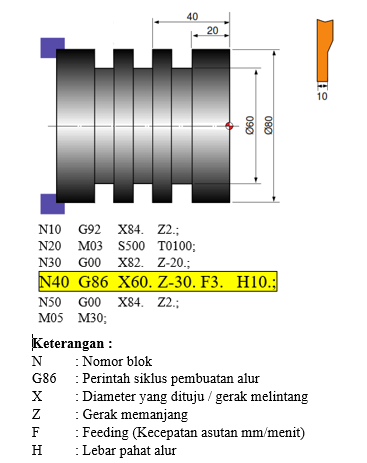 40
20
Ø60
Ø80
10
N10 G92 X84. Z2.;
N20 M03 S500 T0100;
N30 G00 X82. Z-20.;
N40 G86 X60. Z-30. F3. H10.;
N50 G00 X84. Z2.;
M05 M30;
Keterangan :
N : Nomor blok
G86 : Perintah siklus pembuatan alur
X : Diameter yang dituju / gerak melintang
Z : Gerak memanjang
F : Feeding (Kecepatan asutan mm/menit)
H : Lebar pahat alur